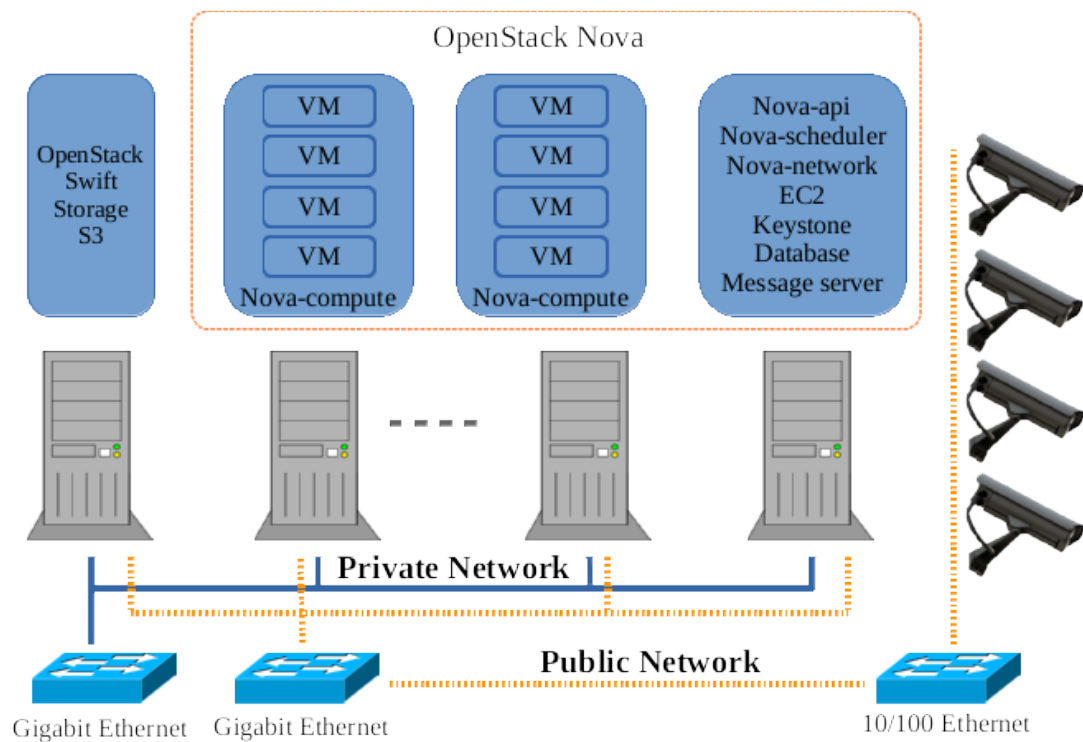 OpenStack Nova
OpenStack
Swift
Storage
S3
VM
VM
VM
VM
Nova-compute
VM
VM
VM
VM
Nova-compute
Nova-api
Nova-scheduler
Nova-network
EC2
Keystone
Database
Message server
Private Network
Public Network
Gigabit Ethernet
Gigabit Ethernet
10/100 Ethernet